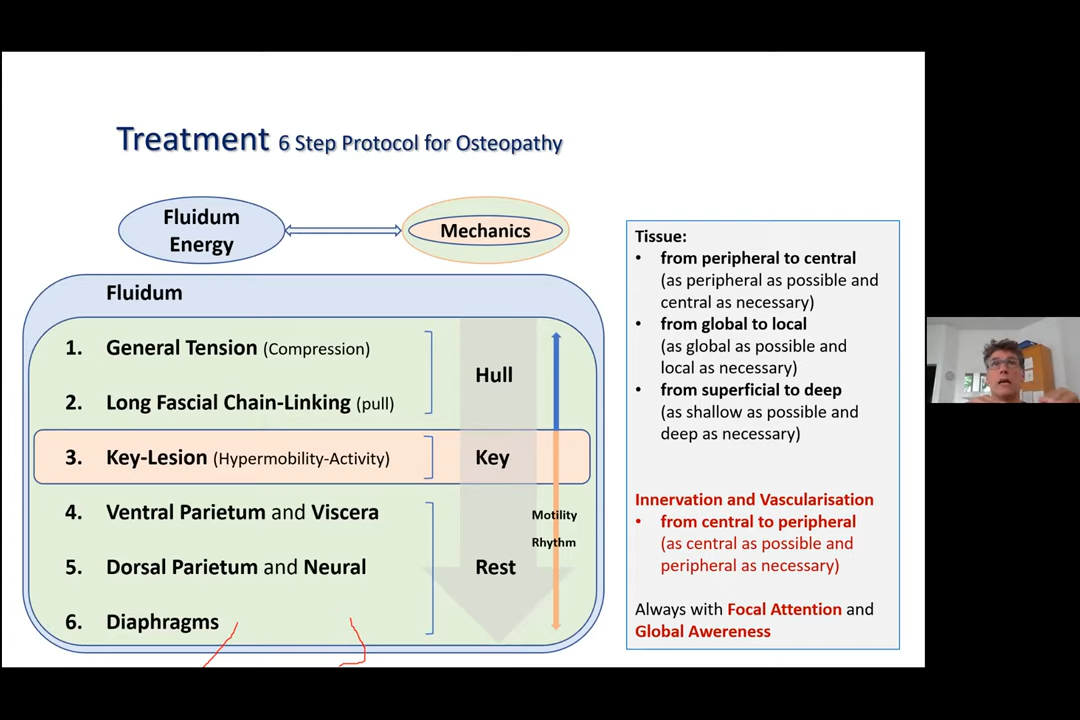 Treatment 6 Step Protocol for Osteopathy
Fluidum
Energy
Mechanics
Fluidum
1. General Tension (Compression)
2. Long Fascial Chain-Linking (pull)
Hull
3. Key-Lesion (Hypermobility-Activity)
Key
4. Ventral Parietum and Viscera
5. Dorsal Parietum and Neural
6. Diaphragms
Motility
Rhythm
Rest
Tissue:
• from peripheral to central
(as peripheral as possible and
central as necessary)
• from global to local
(as global as possible and
local as necessary)
• from superficial to deep
(as shallow as possible and
deep as necessary)
Innervation and Vascularisation
• from central to peripheral
(as central as possible and
peripheral as necessary)
Always with Focal Attention and
Global Awereness